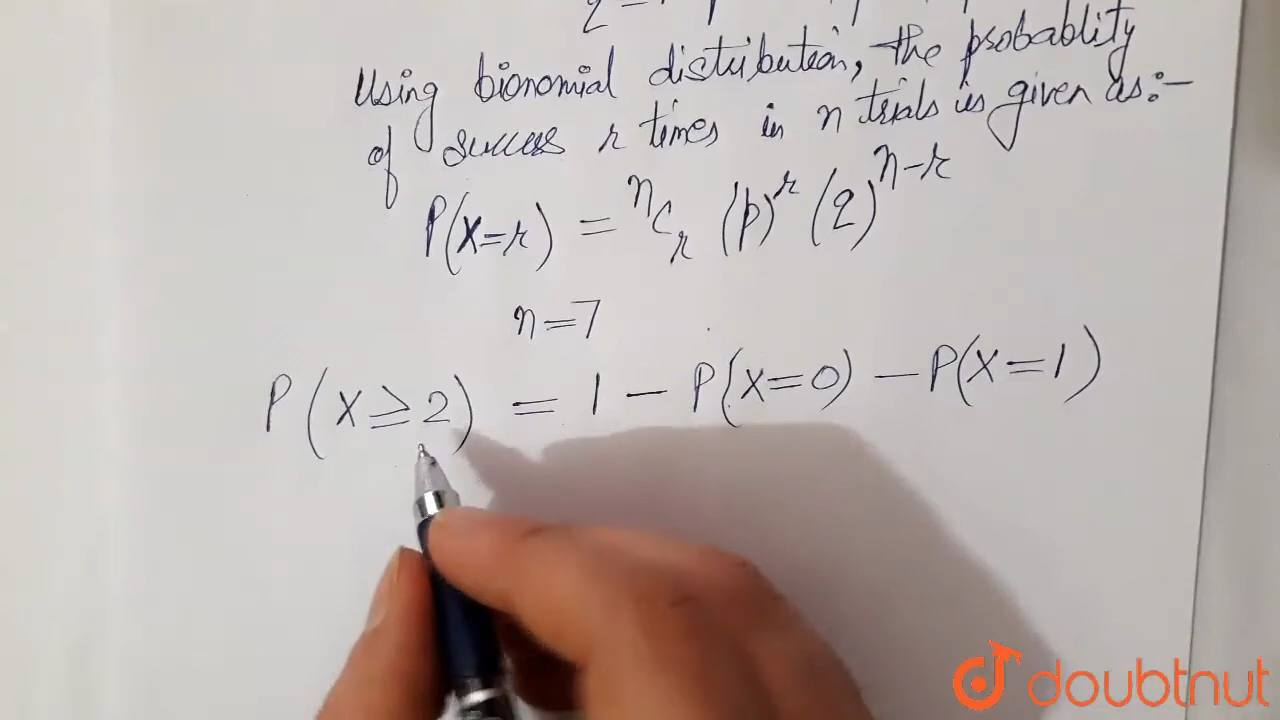 Using bionomial distribution, the probablity
of success r times in n trials is given as:-
P(X=r) = ⁿCᵣ (p)ʳ (q)ⁿ⁻ʳ
n=7
P(X≥2) = 1 - P(X=0) - P(X=1)
doubtnut